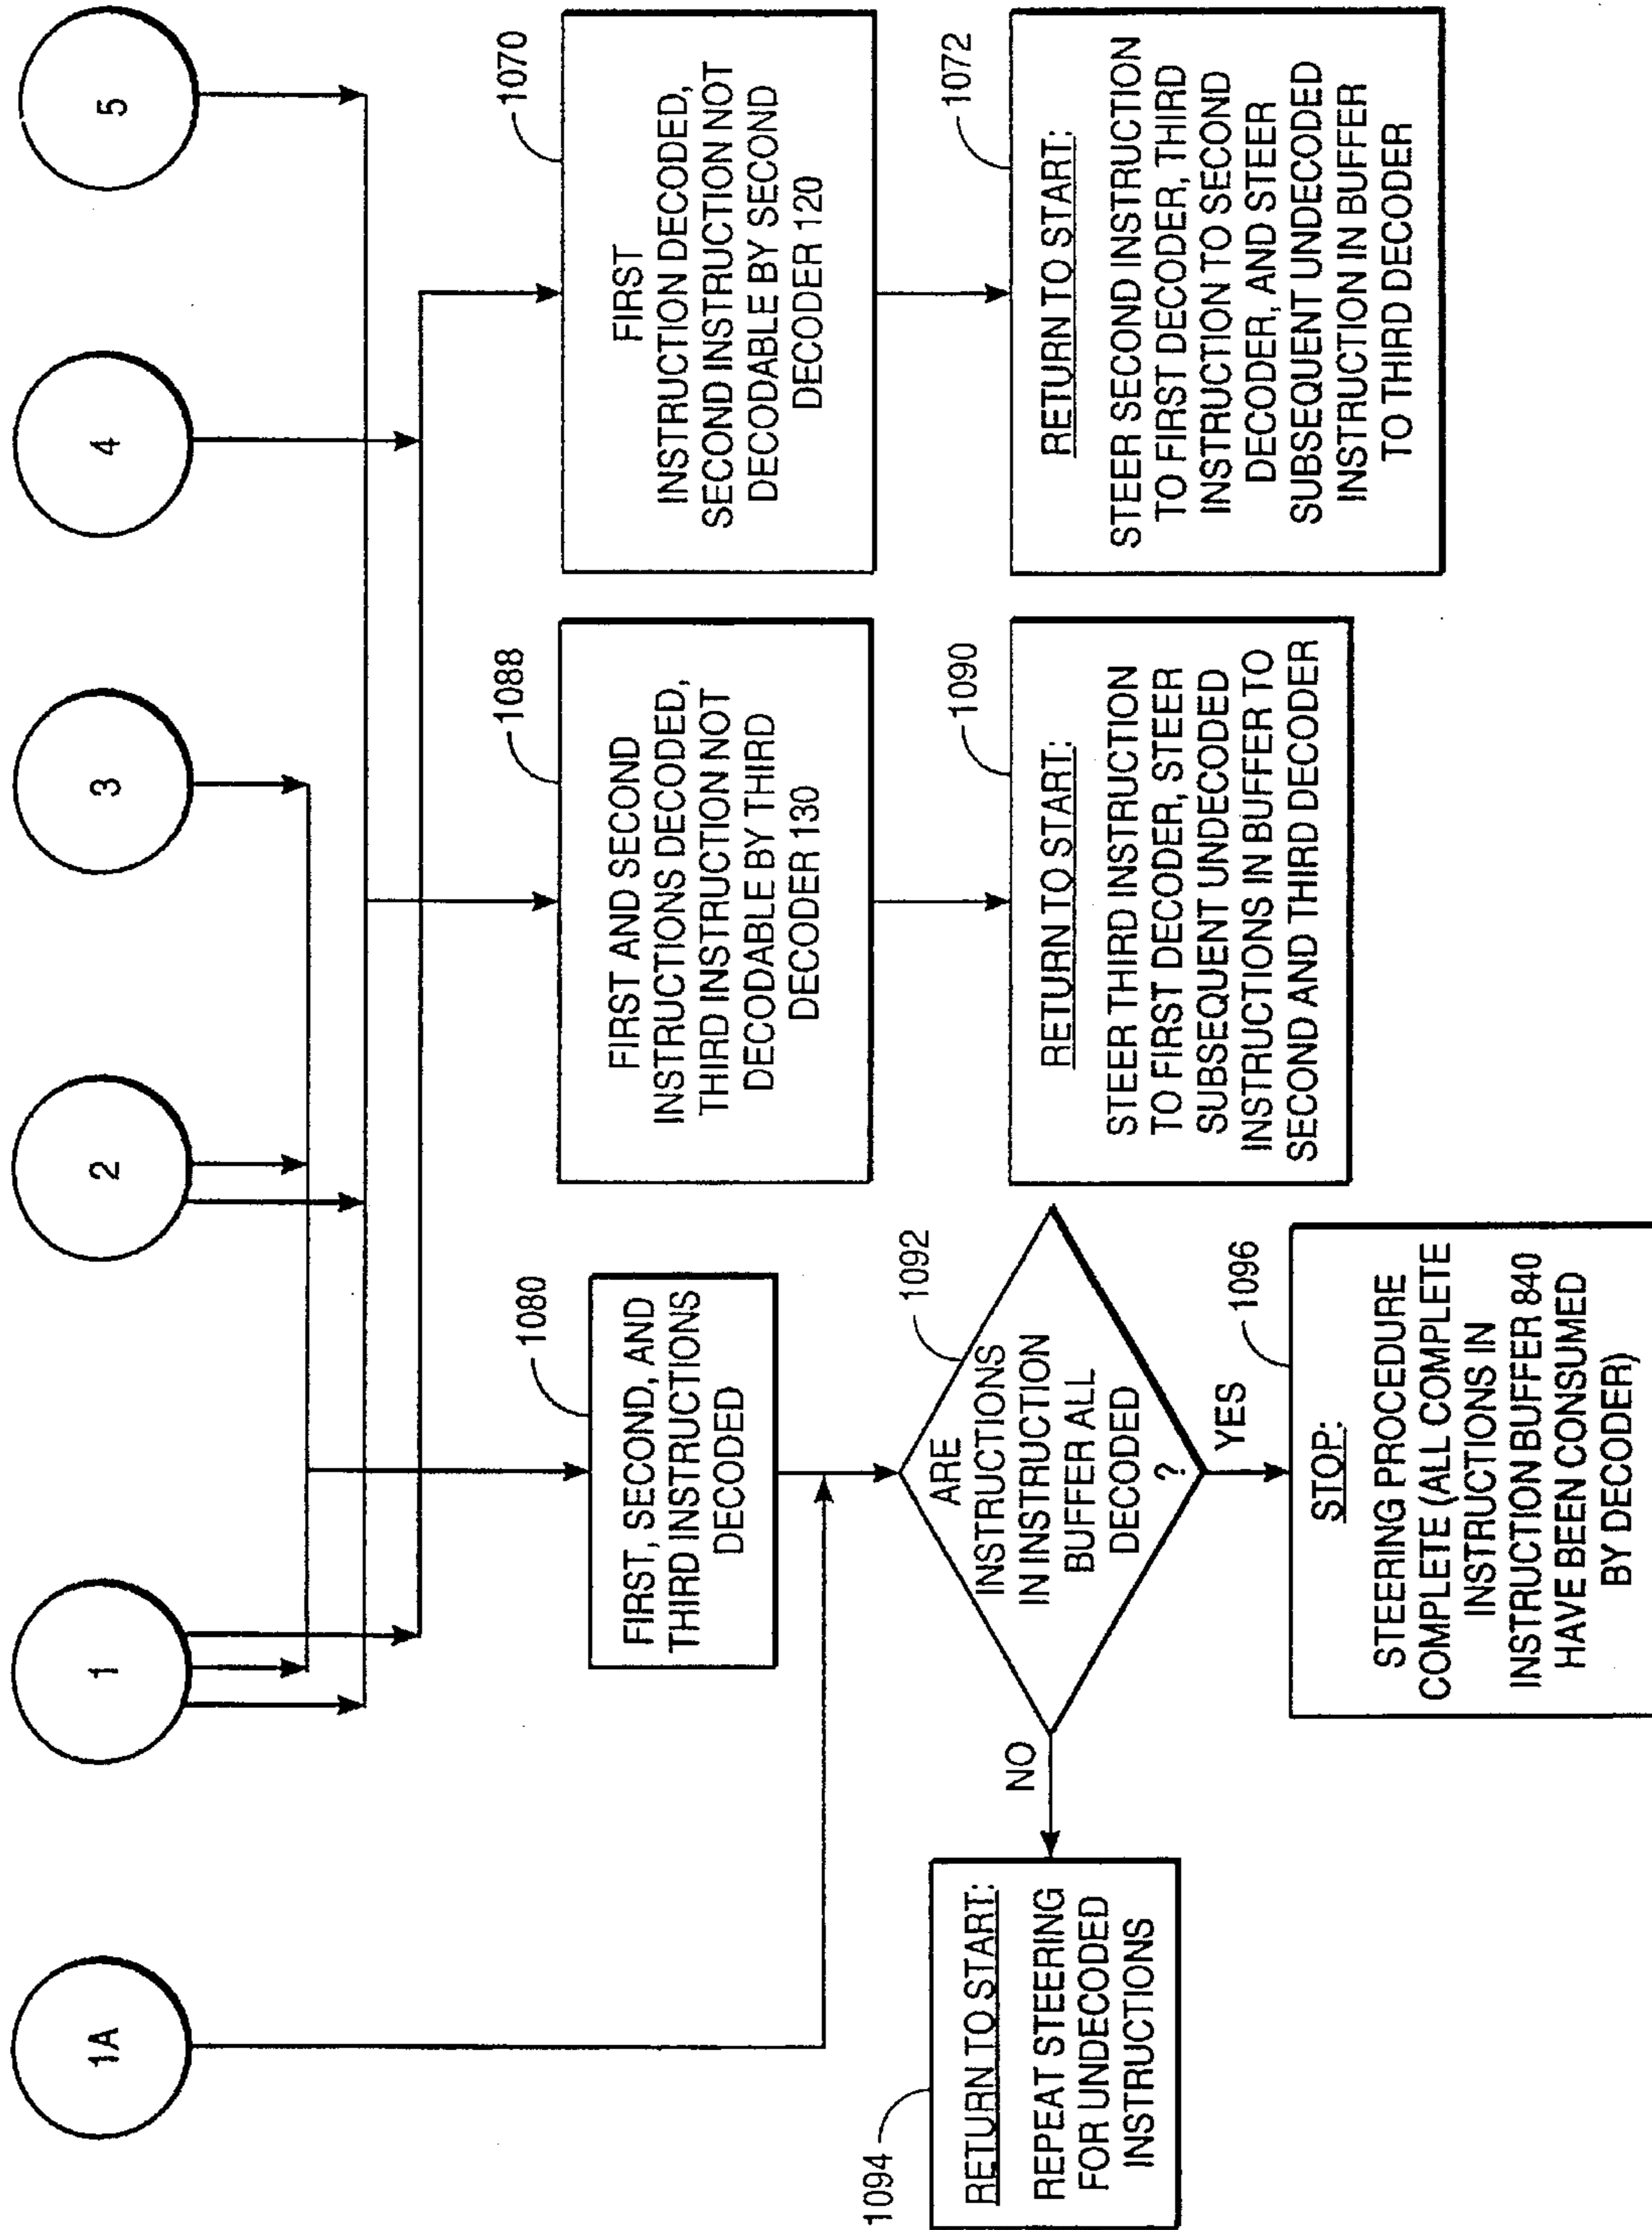 1A
1
2
3
4
5
1080
FIRST, SECOND, AND
THIRD INSTRUCTIONS
DECODED
1088
FIRST AND SECOND
INSTRUCTIONS DECODED,
THIRD INSTRUCTION NOT
DECODABLE BY THIRD
DECODER 130
1070
FIRST
INSTRUCTION DECODED,
SECOND INSTRUCTION NOT
DECODABLE BY SECOND
DECODER 120
1092
ARE
INSTRUCTIONS
IN INSTRUCTION
BUFFER ALL
DECODED
?
NO
YES
1094
RETURN TO START:
REPEAT STEERING
FOR UNDECODED
INSTRUCTIONS
1096
STOP:
STEERING PROCEDURE
COMPLETE (ALL COMPLETE
INSTRUCTIONS IN
INSTRUCTION BUFFER 840
HAVE BEEN CONSUMED
BY DECODER)
1090
RETURN TO START:
STEER THIRD INSTRUCTION
TO FIRST DECODER, STEER
SUBSEQUENT UNDECODED
INSTRUCTIONS IN BUFFER TO
SECOND AND THIRD DECODER
1072
RETURN TO START:
STEER SECOND INSTRUCTION
TO FIRST DECODER, THIRD
INSTRUCTION TO SECOND
DECODER, AND STEER
SUBSEQUENT UNDECODED
INSTRUCTION IN BUFFER
TO THIRD DECODER